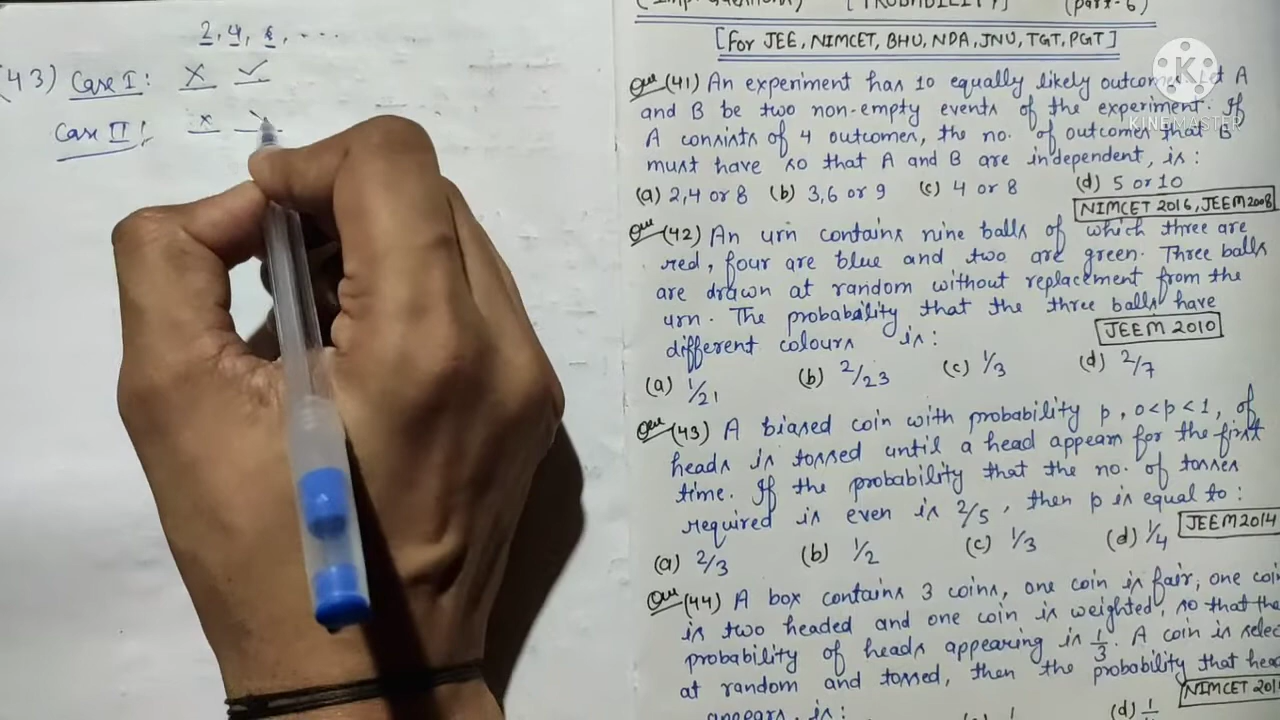 2, 4, 6, ....
(43) Case I: × ✓
Case II: ×
[PROBABILITY] (part-6)
[For JEE, NIMCET, BHU, NDA, JNU, TGT, PGT]
Que (41) An experiment has 10 equally likely outcomes. Let A
and B be two non-empty events of the experiment. If
A consists of 4 outcomes, the no. of outcomes that B
must have so that A and B are independent, is:
(a) 2,4 or 8 (b) 3,6 or 9 (c) 4 or 8 (d) 5 or 10
NIMCET 2016, JEEM 2008
Que (42) An urn contains nine balls of which three are
red, four are blue and two are green. Three balls
are drawn at random without replacement from the
urn. The probability that the three balls have
different colours is:
JEEM 2010
(a) 1/21 (b) 2/23 (c) 1/3 (d) 2/7
Que (43) A biased coin with probability p, 0<p<1, of
heads is tossed until a head appears for the first
time. If the probability that the no. of tosses
required is even is 2/5, then p is equal to:
JEEM 2014
(a) 2/3 (b) 1/2 (c) 1/3 (d) 1/4
Que (44) A box contains 3 coins, one coin is fair, one coin
is two headed and one coin is weighted, so that the
probability of heads appearing is 1/3. A coin is selec
at random and tossed, then the probability that head
appears, is:
NIMCET 201
KINEMASTER